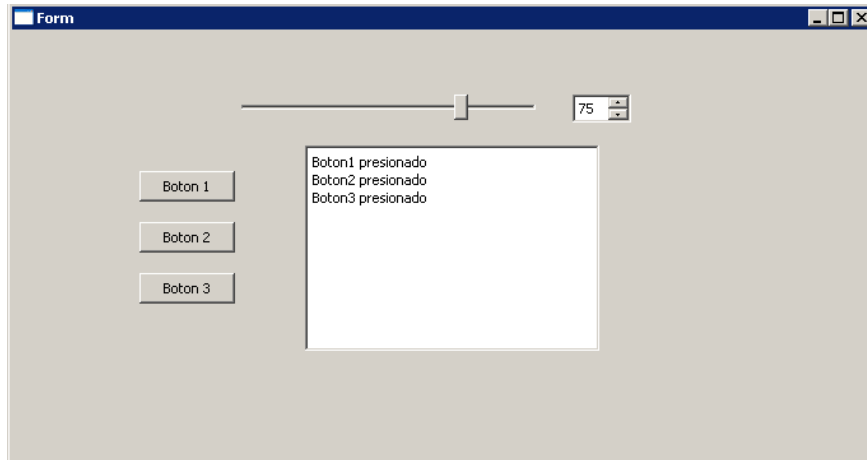 Form
75
Boton1 presionado
Boton2 presionado
Boton3 presionado
Boton 1
Boton 2
Boton 3